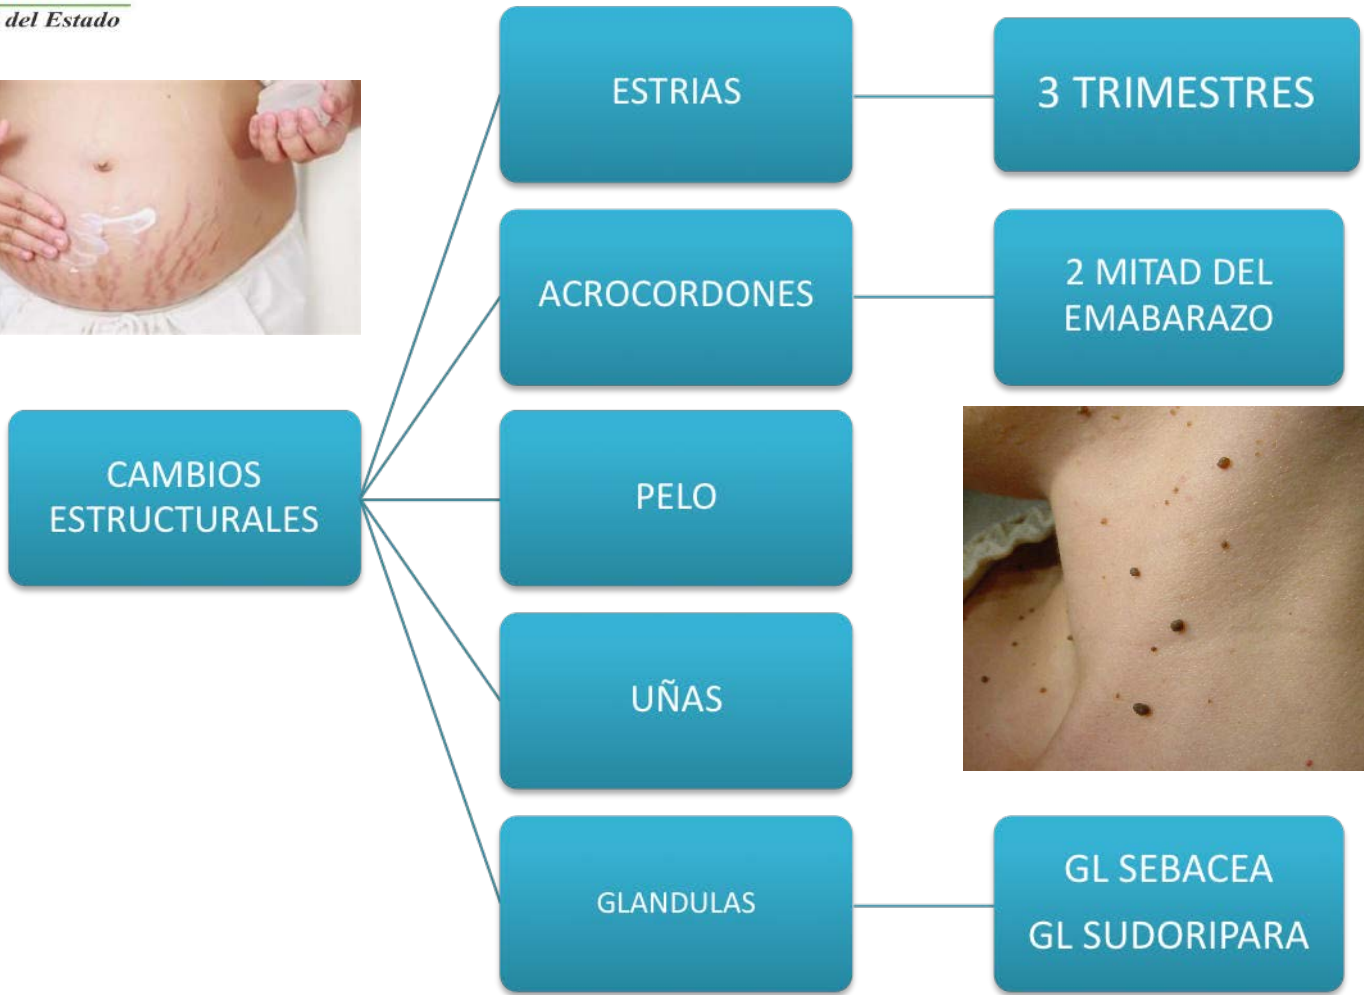 del Estado
ESTRIAS
3 TRIMESTRES
ACROCORDONES
2 MITAD DEL
EMABARAZO
CAMBIOS
ESTRUCTURALES
PELO
UÑAS
GLANDULAS
GL SEBACEA
GL SUDORIPARA